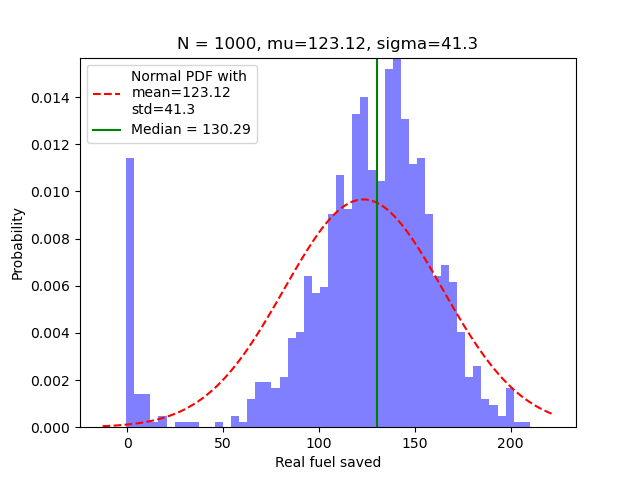 N = 1000, mu=123.12, sigma=41.3
Normal PDF with
mean=123.12
std=41.3
Median = 130.29
0.014
0.012
0.010
0.008
0.006
0.004
0.002
0.000
Probability
0
50
100
150
200
Real fuel saved